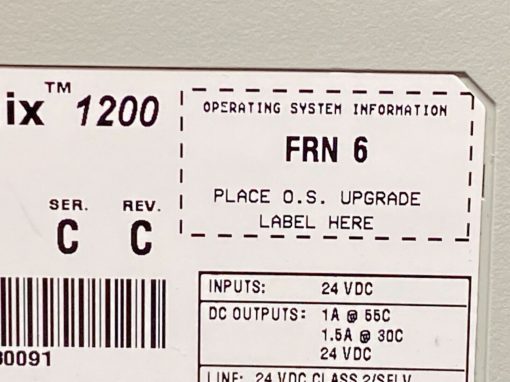 ix™ 1200
OPERATING SYSTEM INFORMATION
FRN 6
PLACE O.S. UPGRADE
LABEL HERE
SER. REV.
C C
INPUTS: 24 VDC
DC OUTPUTS: 1A @ 55C
1.5A @ 30C
24 VDC
0091
LINE: 24 VDC CLASS 2/SELV